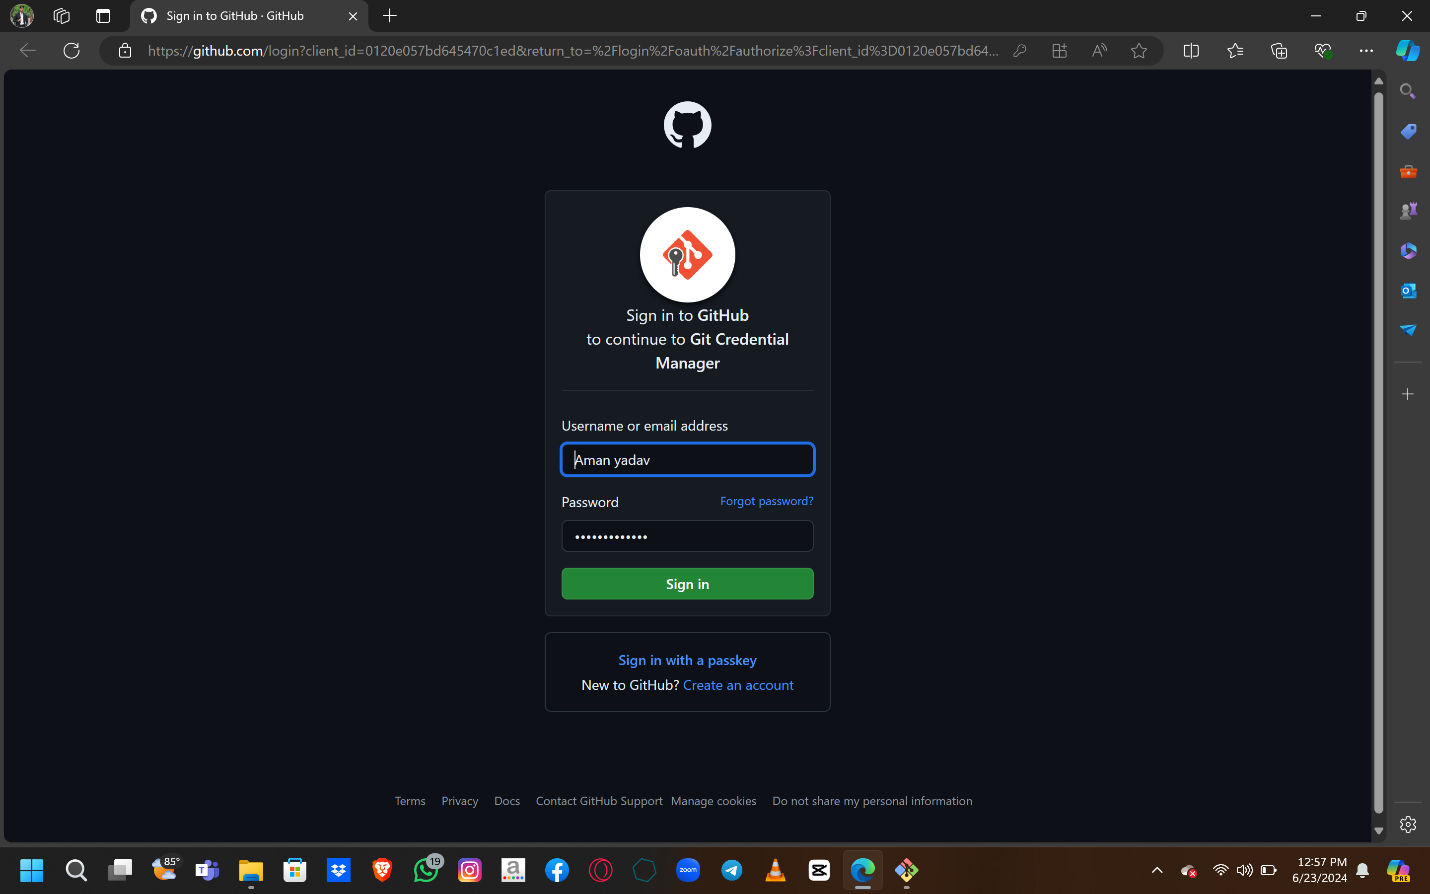 Sign in to GitHub · GitHub
https://github.com/login?client_id=0120e057bd645470c1ed&return_to=%2Flogin%2Foauth%2Fauthorize%3Fclient_id%3D0120e057bd64...
Sign in to GitHub
to continue to Git Credential
Manager
Username or email address
Aman yadav
Password
Forgot password?
Sign in
Sign in with a passkey
New to GitHub? Create an account
Terms
Privacy
Docs
Contact GitHub Support
Manage cookies
Do not share my personal information
85°
T
19
a
zoom
12:57 PM
6/23/2024
PRE